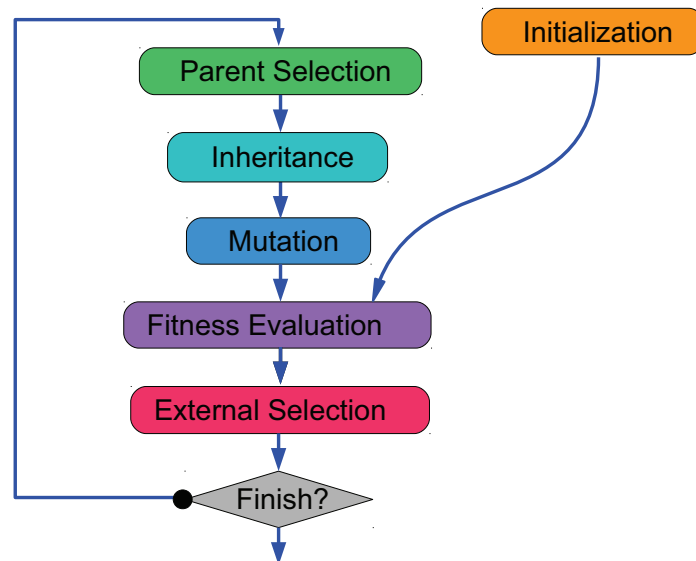 Initialization
Parent Selection
Inheritance
Mutation
Fitness Evaluation
External Selection
Finish?